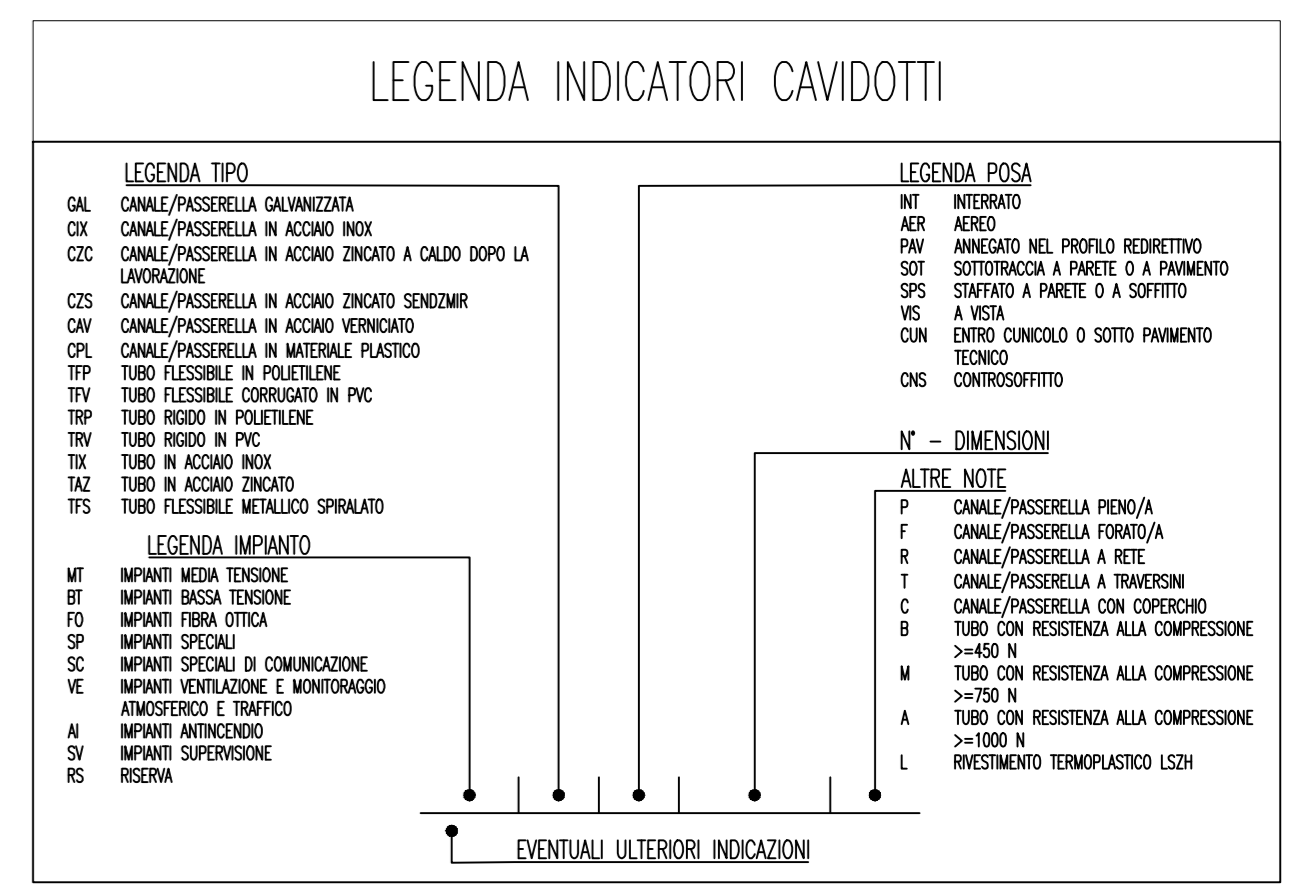 LEGENDA INDICATORI CAVIDOTTI
LEGENDA TIPO
GAL CANALE/PASSERELLA GALVANIZZATA
CIX CANALE/PASSERELLA IN ACCIAIO INOX
CZC CANALE/PASSERELLA IN ACCIAIO ZINCATO A CALDO DOPO LA
LAVORAZIONE
CZS CANALE/PASSERELLA IN ACCIAIO ZINCATO SENDZMIR
CAV CANALE/PASSERELLA IN ACCIAIO VERNICIATO
CPL CANALE/PASSERELLA IN MATERIALE PLASTICO
TFP TUBO FLESSIBILE IN POLIETILENE
TFV TUBO FLESSIBILE CORRUGATO IN PVC
TRP TUBO RIGIDO IN POLIETILENE
TRV TUBO RIGIDO IN PVC
TIX TUBO IN ACCIAIO INOX
TAZ TUBO IN ACCIAIO ZINCATO
TFS TUBO FLESSIBILE METALLICO SPIRALATO
LEGENDA IMPIANTO
MT IMPIANTI MEDIA TENSIONE
BT IMPIANTI BASSA TENSIONE
FO IMPIANTI FIBRA OTTICA
SP IMPIANTI SPECIALI
SC IMPIANTI SPECIALI DI COMUNICAZIONE
VE IMPIANTI VENTILAZIONE E MONITORAGGIO
ATMOSFERICO E TRAFFICO
AI IMPIANTI ANTINCENDIO
SV IMPIANTI SUPERVISIONE
RS RISERVA
LEGENDA POSA
INT INTERRATO
AER AEREO
PAV ANNEGATO NEL PROFILO REDIRETTIVO
SOT SOTTOTRACCIA A PARETE O A PAVIMENTO
SPS STAFFATO A PARETE O A SOFFITTO
VIS A VISTA
CUN ENTRO CUNICOLO O SOTTO PAVIMENTO
TECNICO
CNS CONTROSOFFITTO
N° - DIMENSIONI
ALTRE NOTE
P CANALE/PASSERELLA PIENO/A
F CANALE/PASSERELLA FORATO/A
R CANALE/PASSERELLA A RETE
T CANALE/PASSERELLA A TRAVERSINI
C CANALE/PASSERELLA CON COPERCHIO
B TUBO CON RESISTENZA ALLA COMPRESSIONE
>=450 N
M TUBO CON RESISTENZA ALLA COMPRESSIONE
>=750 N
A TUBO CON RESISTENZA ALLA COMPRESSIONE
>=1000 N
L RIVESTIMENTO TERMOPLASTICO LSZH
EVENTUALI ULTERIORI INDICAZIONI